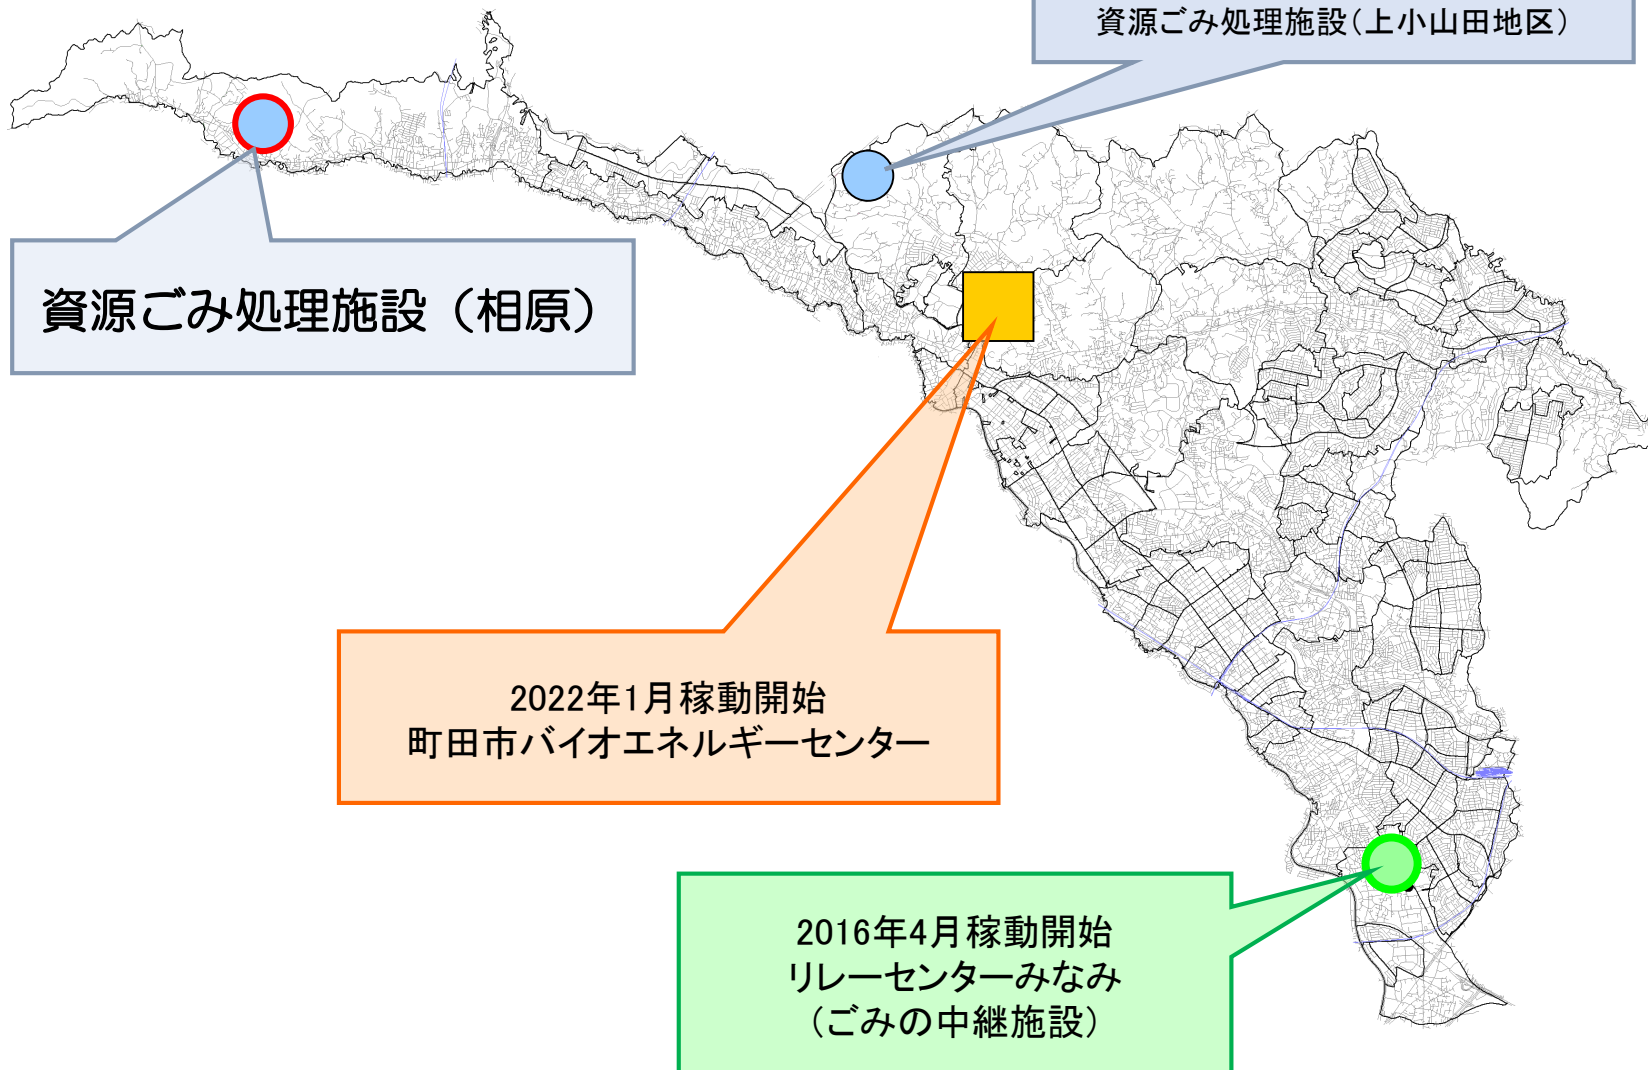 資源ごみ処理施設(上小山田地区)
資源ごみ処理施設（相原）
2022年1月稼動開始
町田市バイオエネルギーセンター
2016年4月稼動開始
リレーセンターみなみ
(ごみの中継施設)